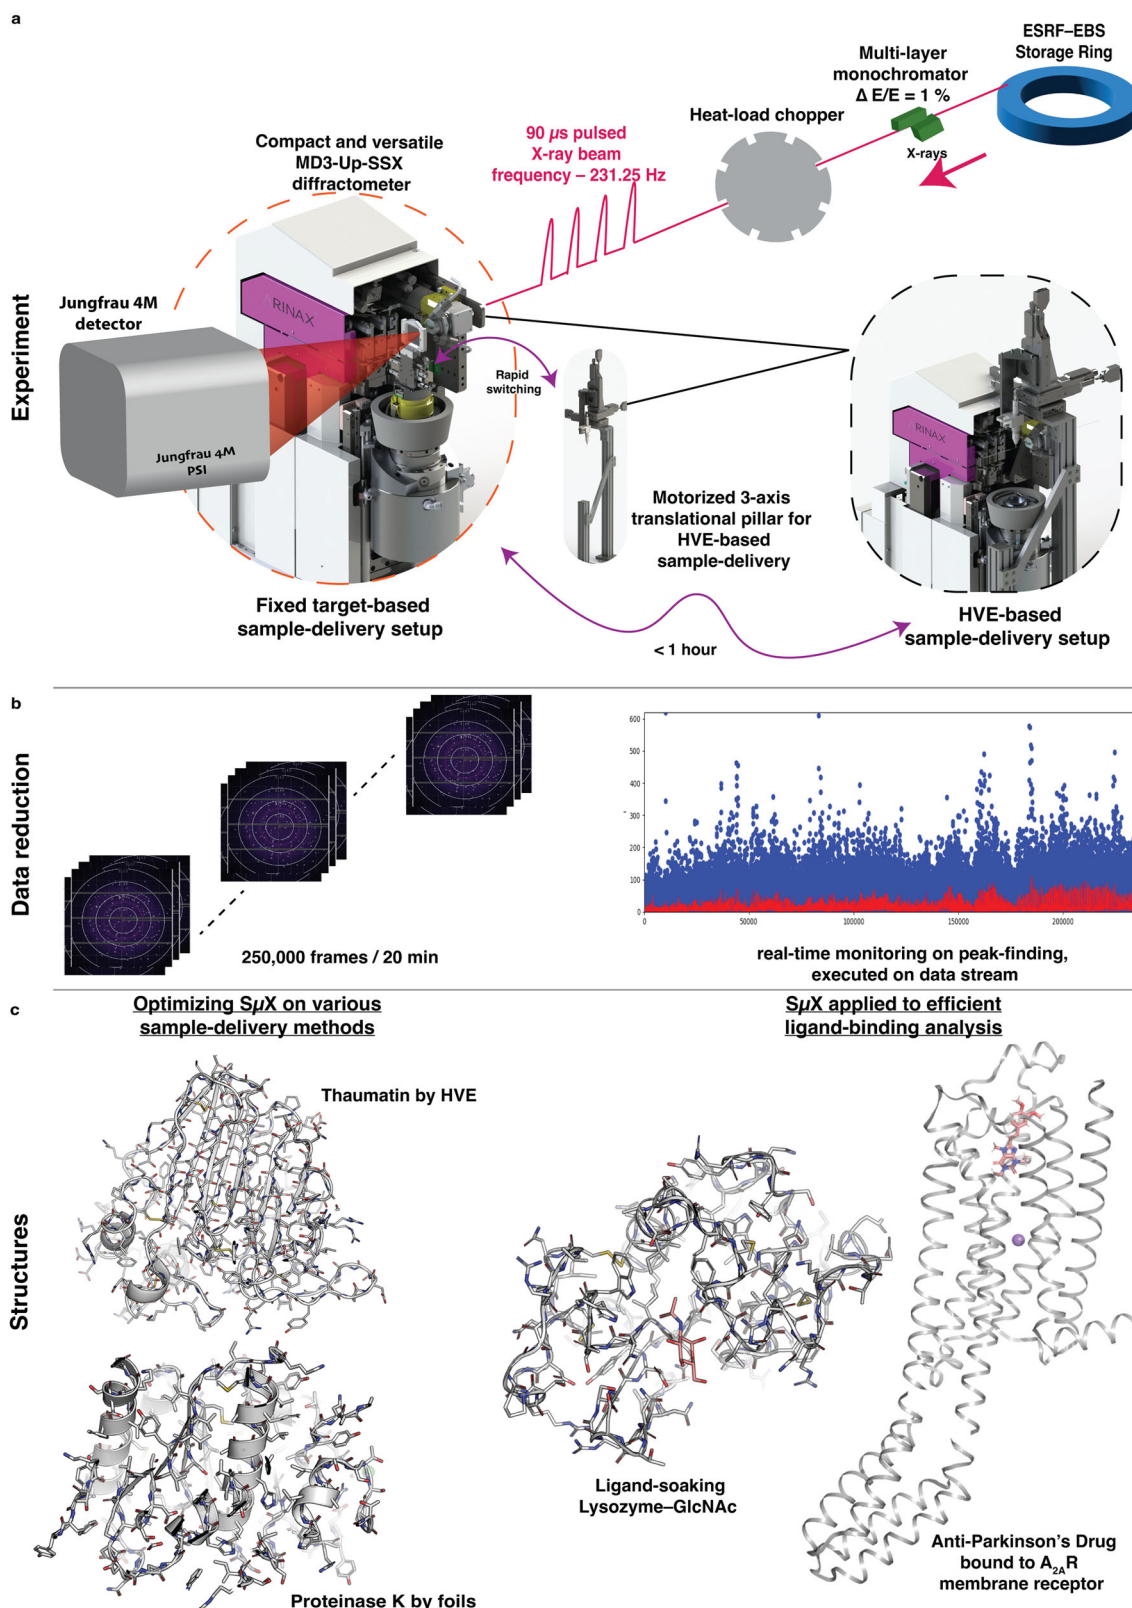 a
ESRF–EBS
Storage Ring
Multi-layer
monochromator
Δ E/E = 1 %
Heat-load chopper
X-rays
90 µs pulsed
X-ray beam
frequency – 231.25 Hz
Compact and versatile
MD3-Up-SSX
diffractometer
Experiment
Jungfrau 4M
detector
ARINAX
Rapid
switching
Jungfrau 4M
PSI
ARINAX
Motorized 3-axis
translational pillar for
HVE-based
sample-delivery
Fixed target-based
sample-delivery setup
HVE-based
sample-delivery setup
< 1 hour
b
Data reduction
600
500
400
300
200
100
0
0 50000 100000 150000 200000
250,000 frames / 20 min
real-time monitoring on peak-finding,
executed on data stream
c
Optimizing SµX on various
sample-delivery methods
SµX applied to efficient
ligand-binding analysis
Structures
Thaumatin by HVE
Ligand-soaking
Lysozyme–GlcNAc
Anti-Parkinson's Drug
bound to A2AR
membrane receptor
Proteinase K by foils